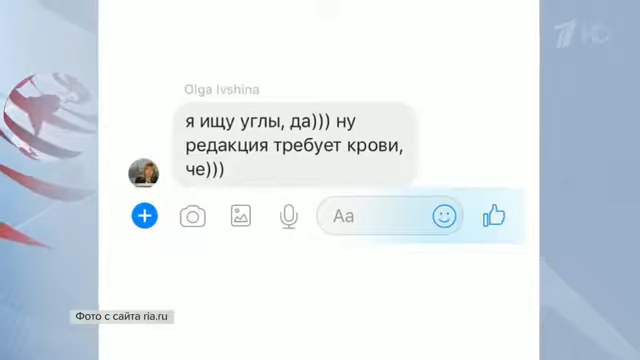 Olga Ivshina
я ищу углы, да))) ну
редакция требует крови,
че)))
Aa
Фото с сайта ria.ru